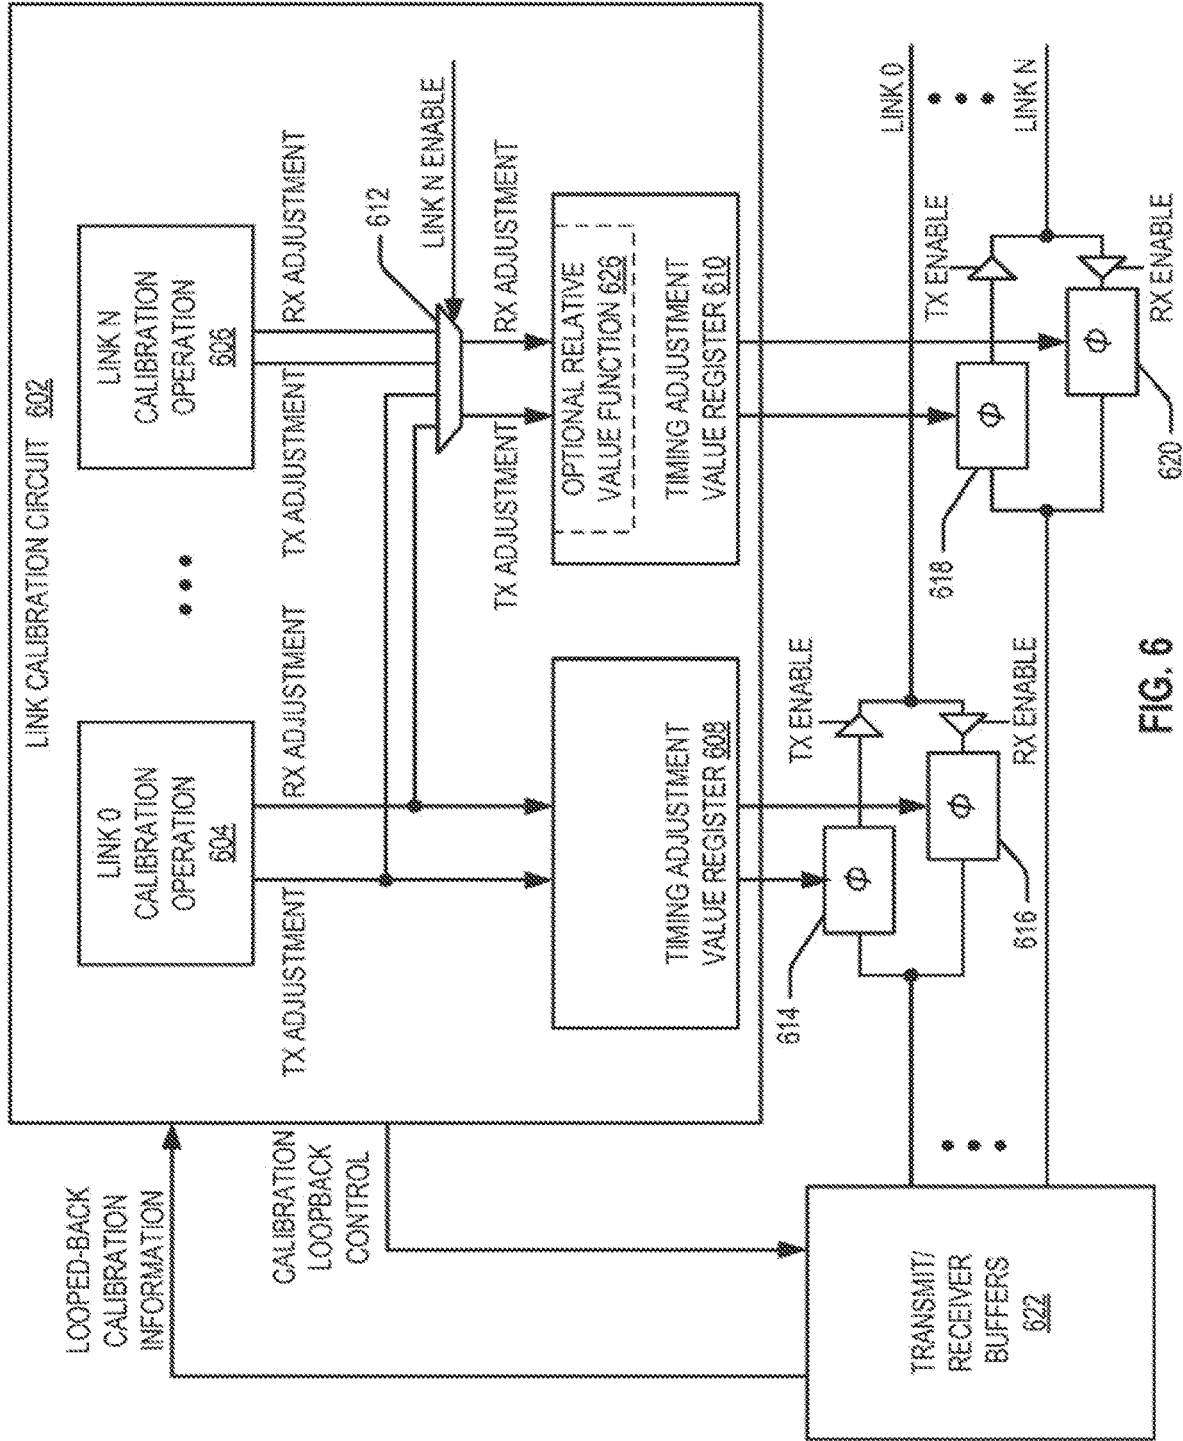 LINK CALIBRATION CIRCUIT 602
LINK 0
CALIBRATION
OPERATION
604
LINK N
CALIBRATION
OPERATION
606
TX ADJUSTMENT
RX ADJUSTMENT
TX ADJUSTMENT
RX ADJUSTMENT
612
LINK N ENABLE
TX ADJUSTMENT
RX ADJUSTMENT
TIMING ADJUSTMENT
VALUE REGISTER 608
OPTIONAL RELATIVE
VALUE FUNCTION 626
TIMING ADJUSTMENT
VALUE REGISTER 610
LOOPED-BACK
CALIBRATION
INFORMATION
CALIBRATION
LOOPBACK
CONTROL
TRANSMIT/
RECEIVER
BUFFERS
622
614
Φ
TX ENABLE
616
Φ
RX ENABLE
618
Φ
TX ENABLE
620
Φ
RX ENABLE
LINK 0
LINK N
FIG. 6